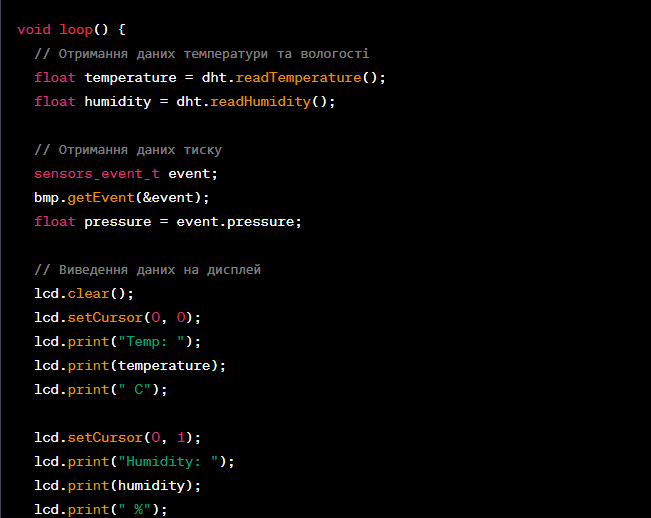 void loop() {
  // Отримання даних температури та вологості
  float temperature = dht.readTemperature();
  float humidity = dht.readHumidity();

  // Отримання даних тиску
  sensors_event_t event;
  bmp.getEvent(&event);
  float pressure = event.pressure;

  // Виведення даних на дисплей
  lcd.clear();
  lcd.setCursor(0, 0);
  lcd.print("Temp: ");
  lcd.print(temperature);
  lcd.print(" C");

  lcd.setCursor(0, 1);
  lcd.print("Humidity: ");
  lcd.print(humidity);
  lcd.print(" %");